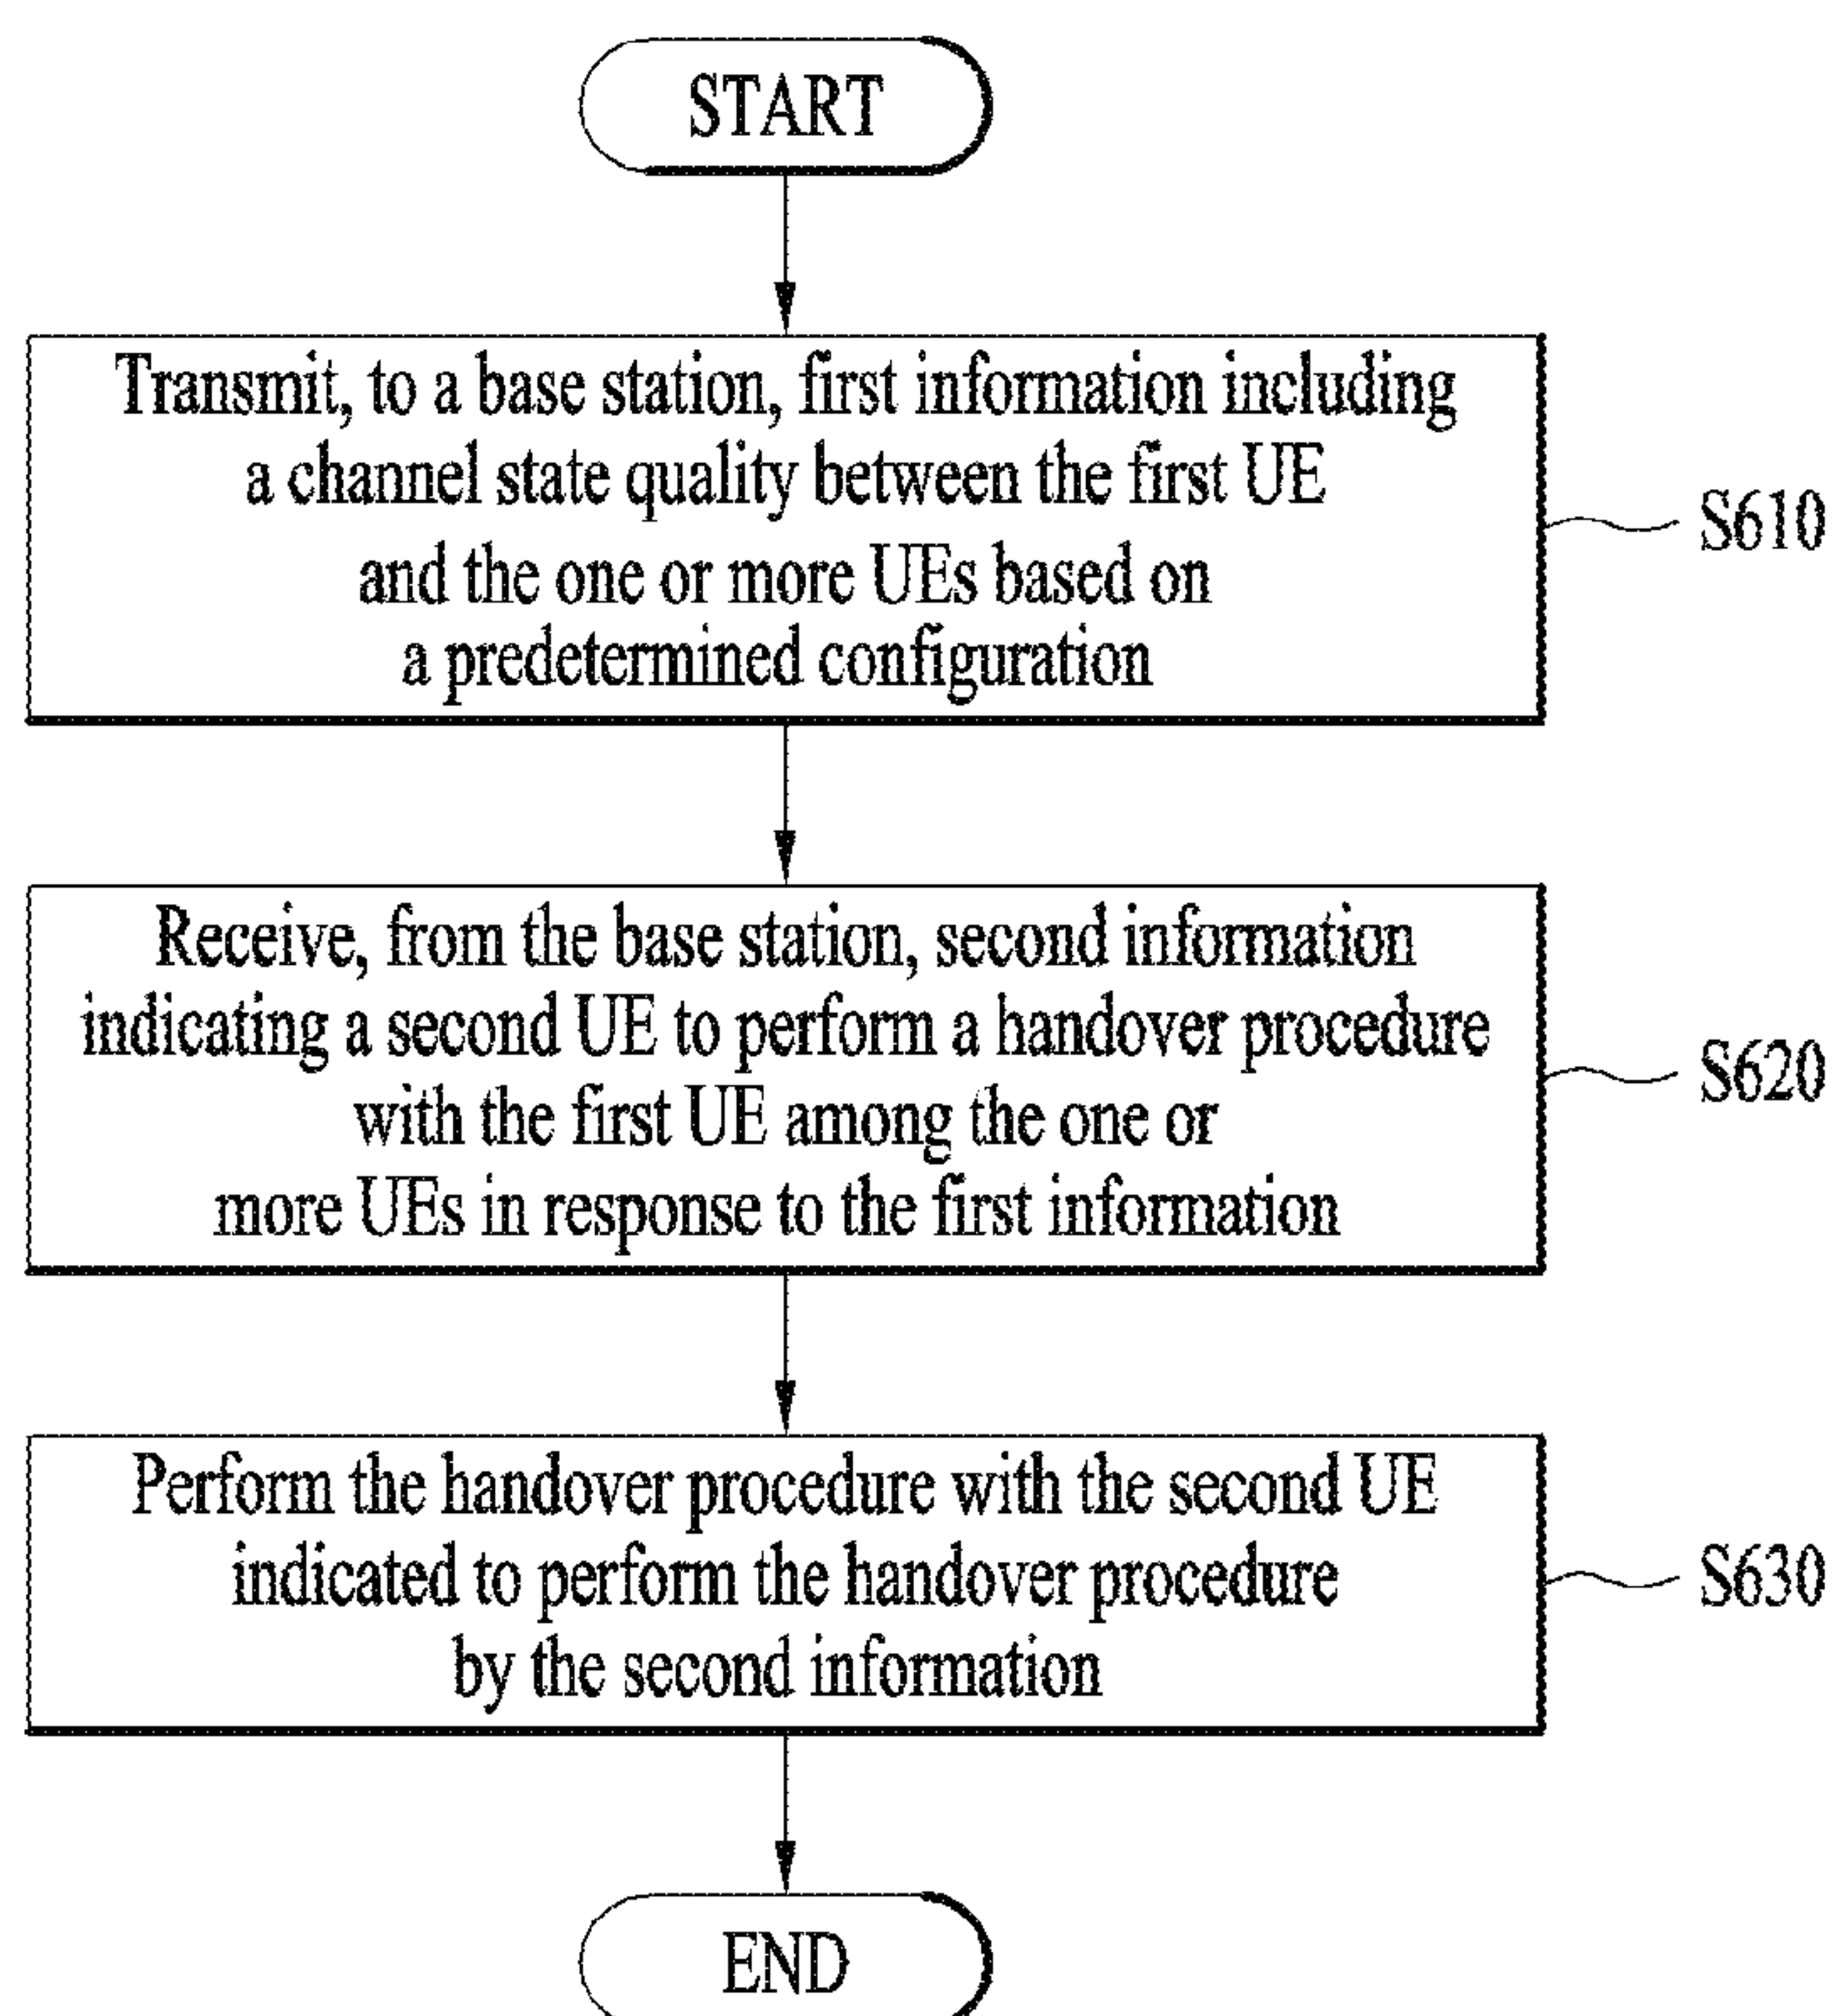 START
Transmit, to a base station, first information including
a channel state quality between the first UE
and the one or more UEs based on
a predetermined configuration
S610
Receive, from the base station, second information
indicating a second UE to perform a handover procedure
with the first UE among the one or
more UEs in response to the first information
S620
Perform the handover procedure with the second UE
indicated to perform the handover procedure
by the second information
S630
END